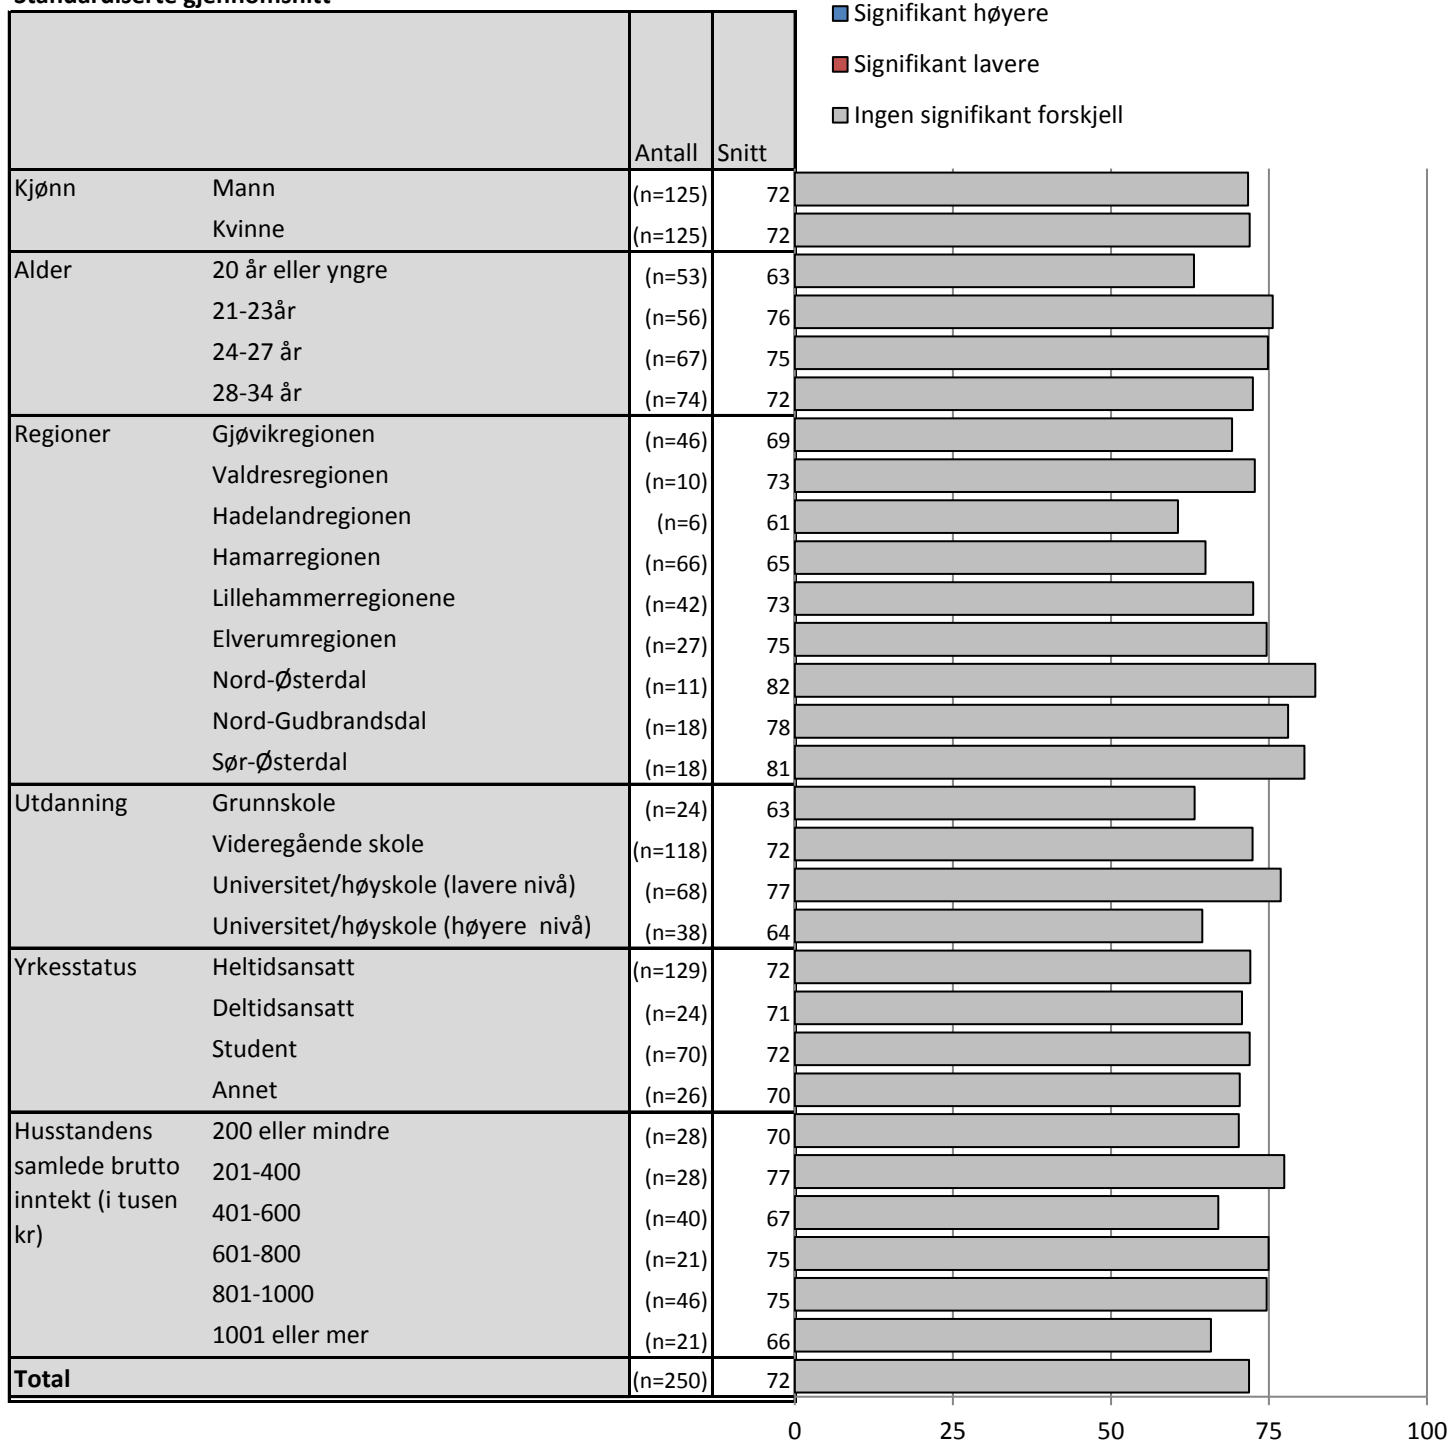 Standardiserte gjennomsnitt
Signifikant høyere
Signifikant lavere
Ingen signifikant forskjell
Antall Snitt
Kjønn Mann (n=125) 72
Kvinne (n=125) 72
Alder 20 år eller yngre (n=53) 63
21-23år (n=56) 76
24-27 år (n=67) 75
28-34 år (n=74) 72
Regioner Gjøvikregionen (n=46) 69
Valdresregionen (n=10) 73
Hadelandregionen (n=6) 61
Hamarregionen (n=66) 65
Lillehammerregionene (n=42) 73
Elverumregionen (n=27) 75
Nord-Østerdal (n=11) 82
Nord-Gudbrandsdal (n=18) 78
Sør-Østerdal (n=18) 81
Utdanning Grunnskole (n=24) 63
Videregående skole (n=118) 72
Universitet/høyskole (lavere nivå) (n=68) 77
Universitet/høyskole (høyere nivå) (n=38) 64
Yrkesstatus Heltidsansatt (n=129) 72
Deltidsansatt (n=24) 71
Student (n=70) 72
Annet (n=26) 70
Husstandens 200 eller mindre (n=28) 70
samlede brutto 201-400 (n=28) 77
inntekt (i tusen 401-600 (n=40) 67
kr) 601-800 (n=21) 75
801-1000 (n=46) 75
1001 eller mer (n=21) 66
Total (n=250) 72
0 25 50 75 100